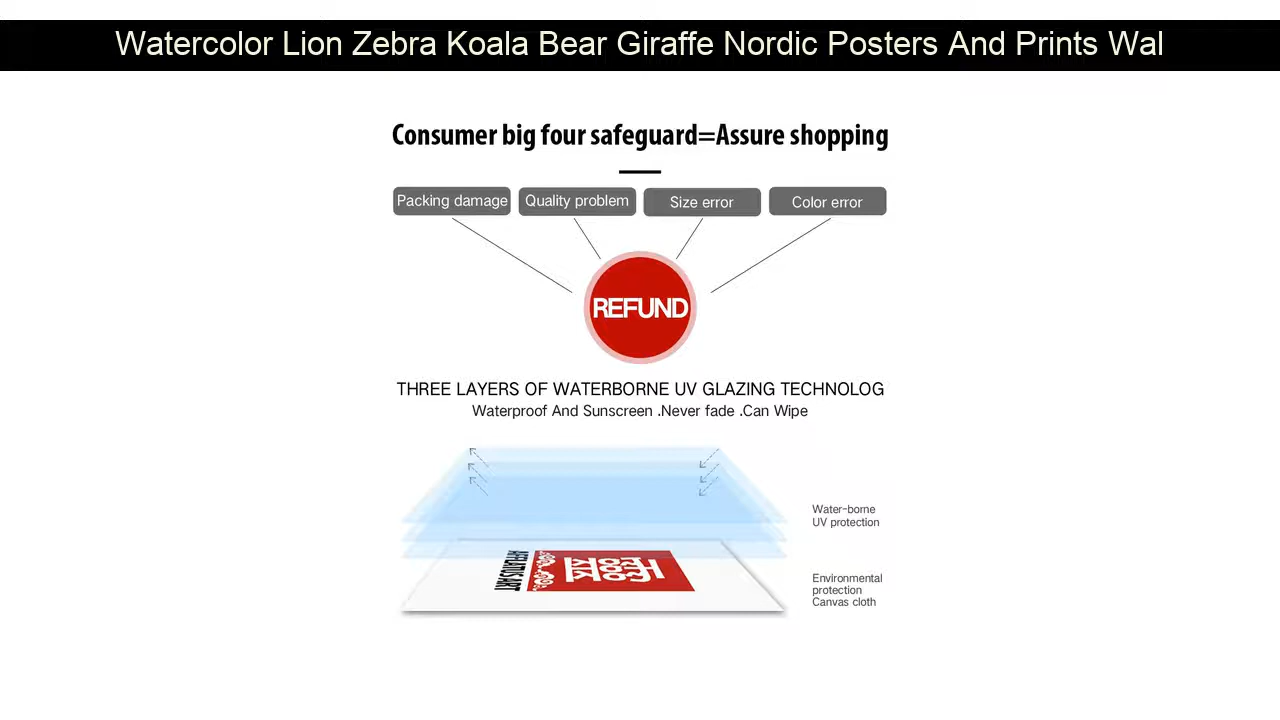 Watercolor Lion Zebra Koala Bear Giraffe Nordic Posters And Prints Wal
Consumer big four safeguard=Assure shopping
Packing damage
Quality problem
Size error
Color error
REFUND
THREE LAYERS OF WATERBORNE UV GLAZING TECHNOLOG
Waterproof And Sunscreen .Never fade .Can Wipe
Water-borne
UV protection
AFFLATUS ART
Environmental
protection
Canvas cloth